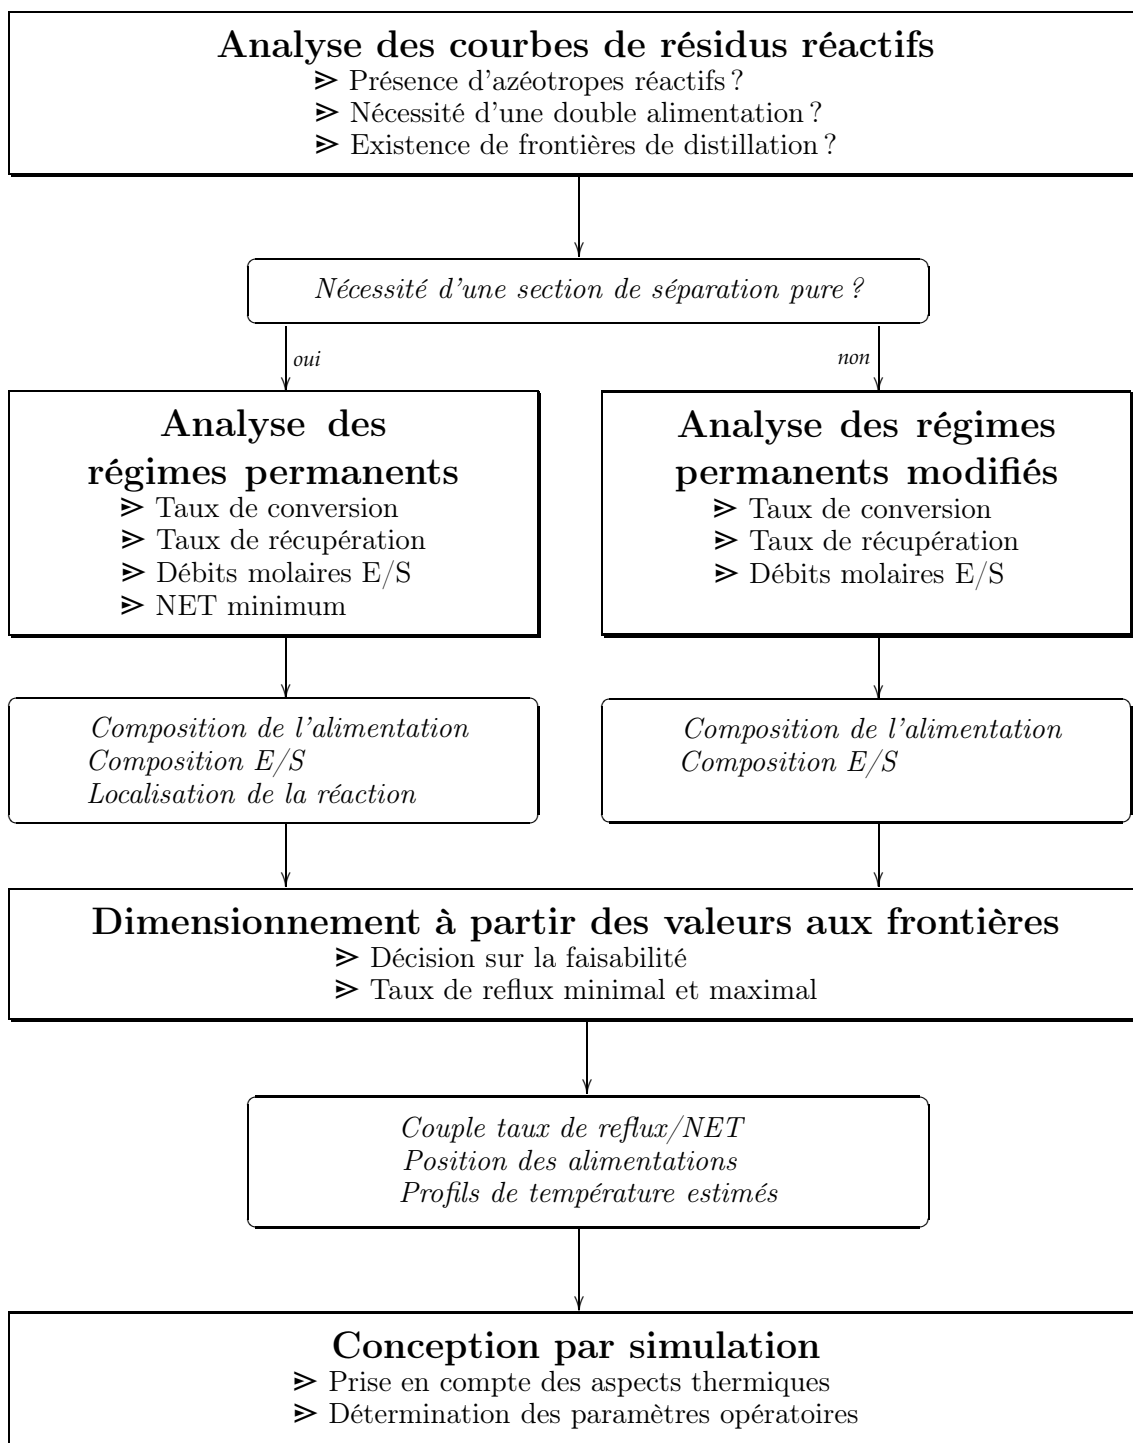 Analyse des courbes de résidus réactifs
⪢ Présence d'azéotropes réactifs ?
⪢ Nécessité d'une double alimentation ?
⪢ Existence de frontières de distillation ?
Nécessité d'une section de séparation pure ?
oui
non
Analyse des
régimes permanents
⪢ Taux de conversion
⪢ Taux de récupération
⪢ Débits molaires E/S
⪢ NET minimum
Analyse des régimes
permanents modifiés
⪢ Taux de conversion
⪢ Taux de récupération
⪢ Débits molaires E/S
Composition de l'alimentation
Composition E/S
Localisation de la réaction
Composition de l'alimentation
Composition E/S
Dimensionnement à partir des valeurs aux frontières
⪢ Décision sur la faisabilité
⪢ Taux de reflux minimal et maximal
Couple taux de reflux/NET
Position des alimentations
Profils de température estimés
Conception par simulation
⪢ Prise en compte des aspects thermiques
⪢ Détermination des paramètres opératoires